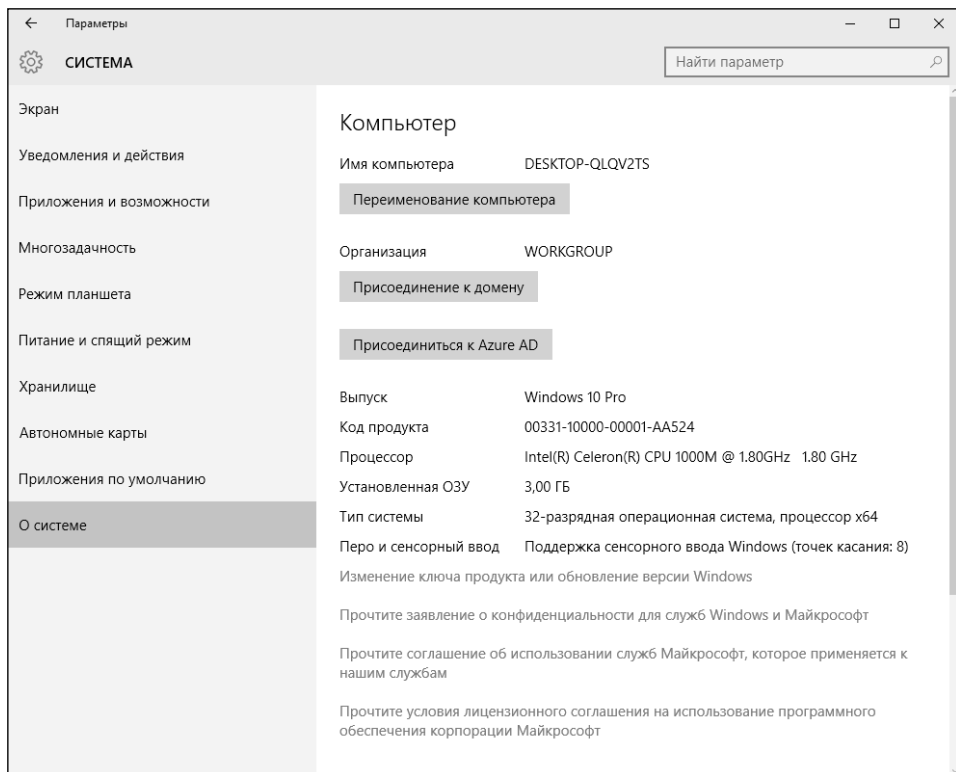 Параметры
СИСТЕМА
Найти параметр
Экран
Уведомления и действия
Приложения и возможности
Многозадачность
Режим планшета
Питание и спящий режим
Хранилище
Автономные карты
Приложения по умолчанию
О системе
Компьютер
Имя компьютера DESKTOP-QLQV2TS
Переименование компьютера
Организация WORKGROUP
Присоединение к домену
Присоединиться к Azure AD
Выпуск Windows 10 Pro
Код продукта 00331-10000-00001-AA524
Процессор Intel(R) Celeron(R) CPU 1000M @ 1.80GHz 1.80 GHz
Установленная ОЗУ 3,00 ГБ
Тип системы 32-разрядная операционная система, процессор x64
Перо и сенсорный ввод Поддержка сенсорного ввода Windows (точек касания: 8)
Изменение ключа продукта или обновление версии Windows
Прочтите заявление о конфиденциальности для служб Windows и Майкрософт
Прочтите соглашение об использовании служб Майкрософт, которое применяется к
нашим службам
Прочтите условия лицензионного соглашения на использование программного
обеспечения корпорации Майкрософт